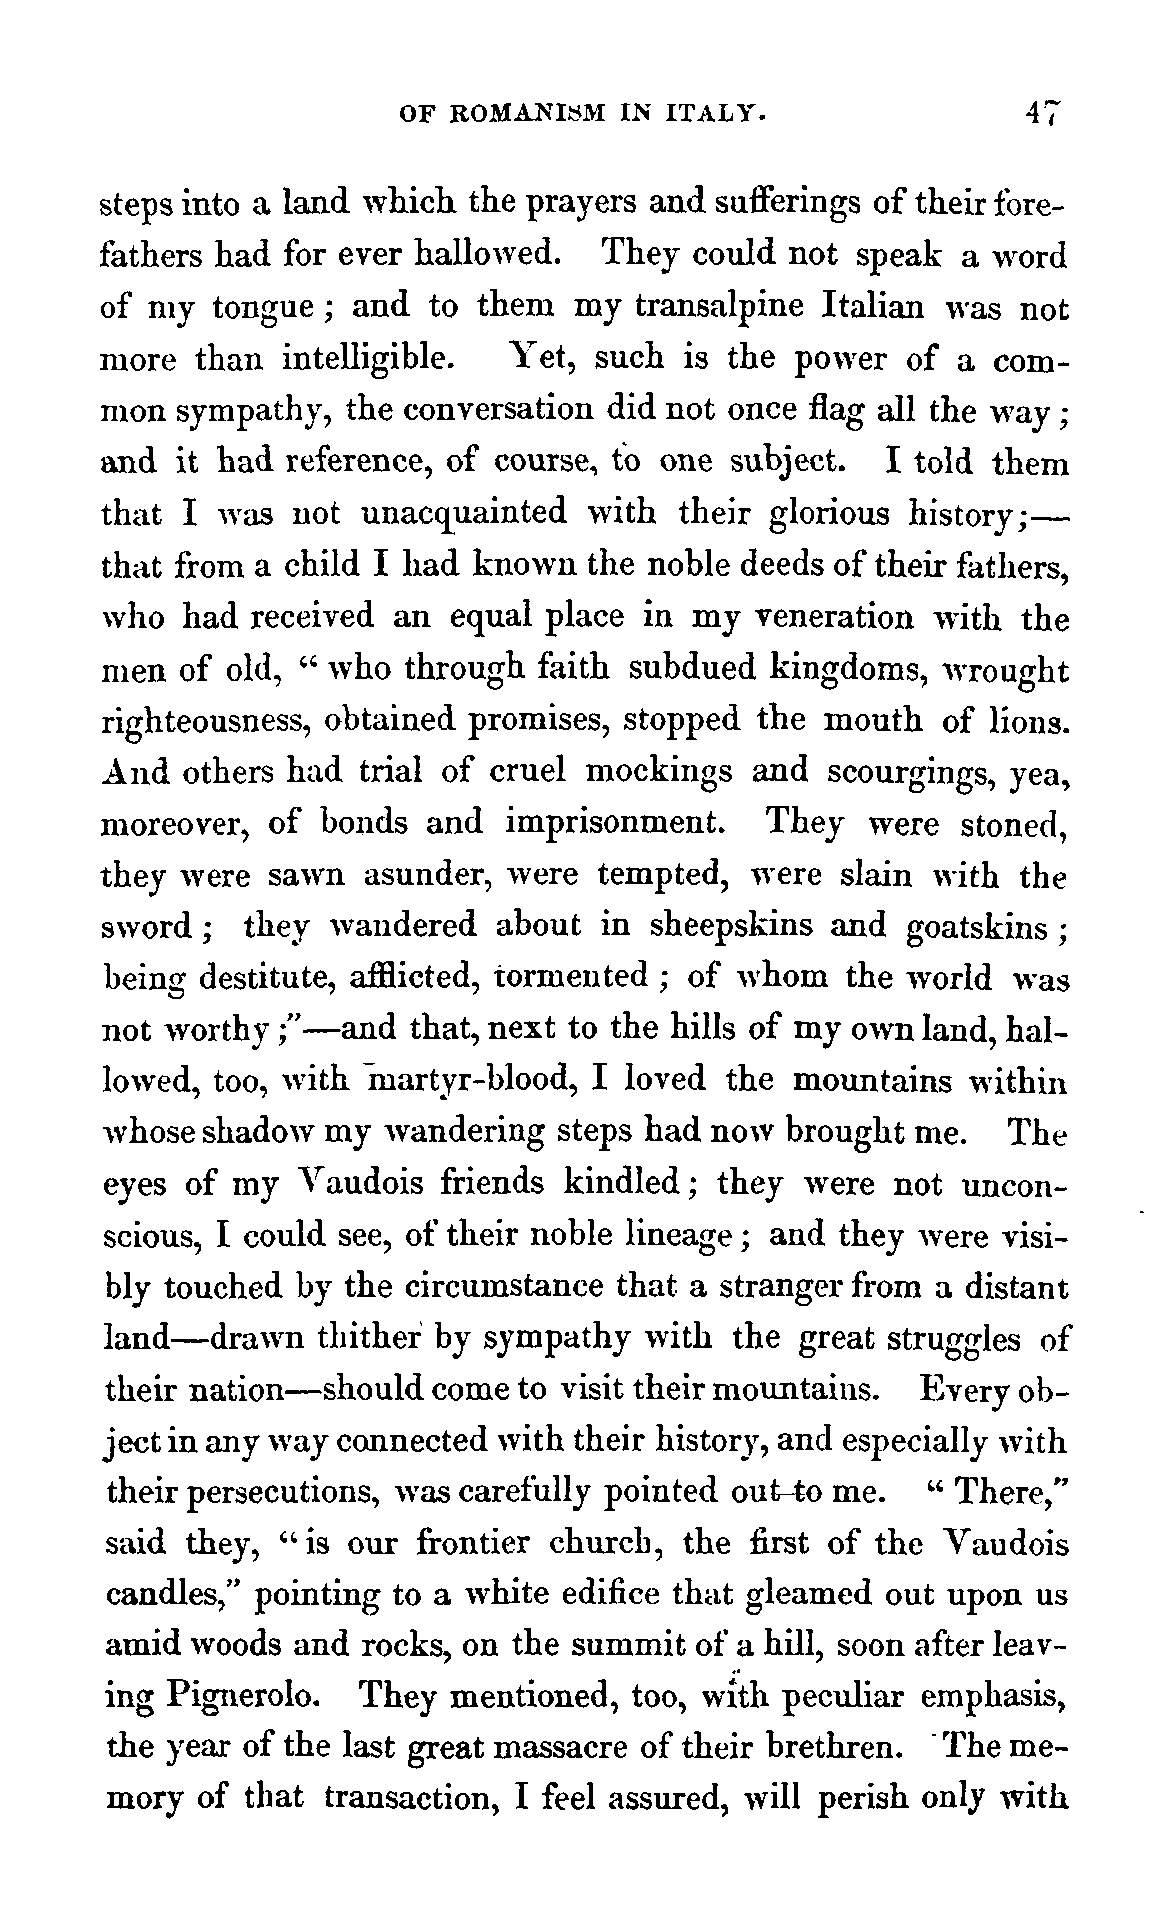 OF ROMANISM IN ITALY. 47
steps into a land which the prayers and sufferings of their fore-
fathers had for ever hallowed. They could not speak a word
of my tongue ; and to them my transalpine Italian was not
more than intelligible. Yet, such is the power of a com-
mon sympathy, the conversation did not once flag all the way ;
and it had reference, of course, to one subject. I told them
that I was not unacquainted with their glorious history;—
that from a child I had known the noble deeds of their fathers,
who had received an equal place in my veneration with the
men of old, “ who through faith subdued kingdoms, wrought
righteousness, obtained promises, stopped the mouth of lions.
And others had trial of cruel mockings and scourgings, yea,
moreover, of bonds and imprisonment. They were stoned,
they were sawn asunder, were tempted, were slain with the
sword ; they wandered about in sheepskins and goatskins ;
being destitute, afflicted, tormented ; of whom the world was
not worthy ;”—and that, next to the hills of my own land, hal-
lowed, too, with martyr-blood, I loved the mountains within
whose shadow my wandering steps had now brought me. The
eyes of my Vaudois friends kindled ; they were not uncon-
scious, I could see, of their noble lineage ; and they were visi-
bly touched by the circumstance that a stranger from a distant
land—drawn thither by sympathy with the great struggles of
their nation—should come to visit their mountains. Every ob-
ject in any way connected with their history, and especially with
their persecutions, was carefully pointed out to me. “ There,”
said they, “ is our frontier church, the first of the Vaudois
candles,” pointing to a white edifice that gleamed out upon us
amid woods and rocks, on the summit of a hill, soon after leav-
ing Pignerolo. They mentioned, too, with peculiar emphasis,
the year of the last great massacre of their brethren. The me-
mory of that transaction, I feel assured, will perish only with